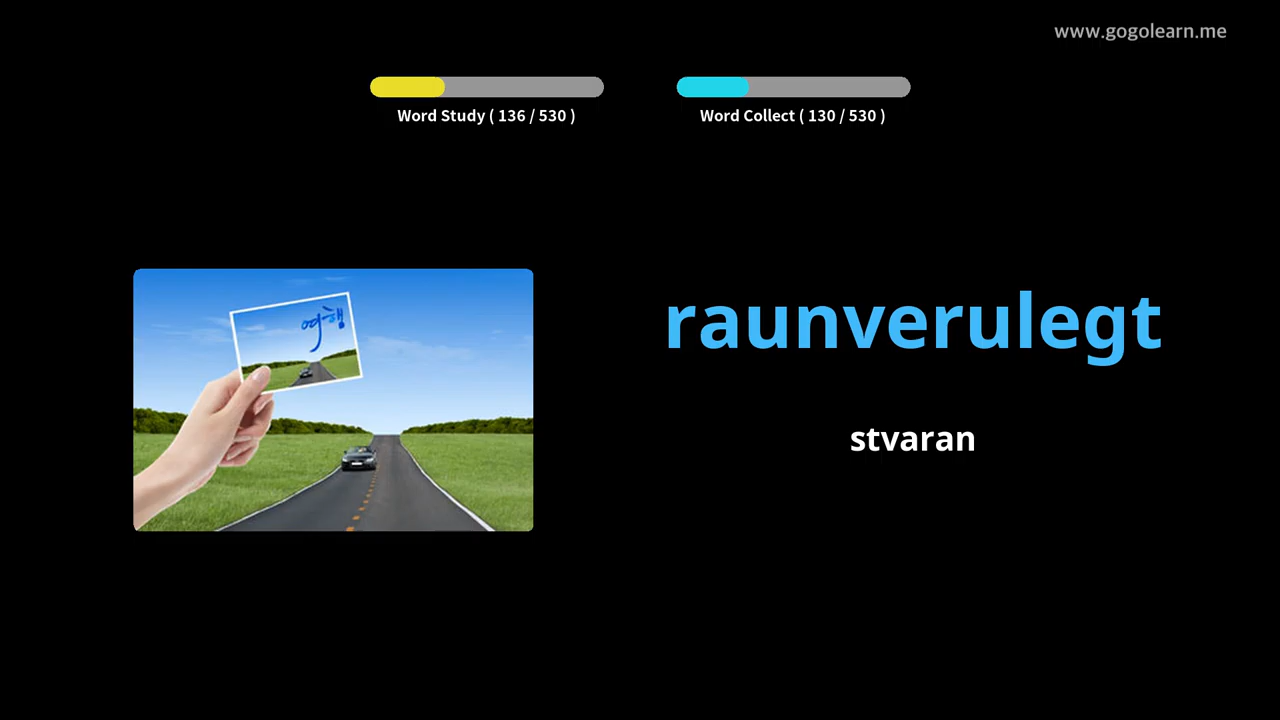 www.gogolearn.me
Word Study ( 136 / 530 )
Word Collect ( 130 / 530 )
여행
raunverulegt
stvaran